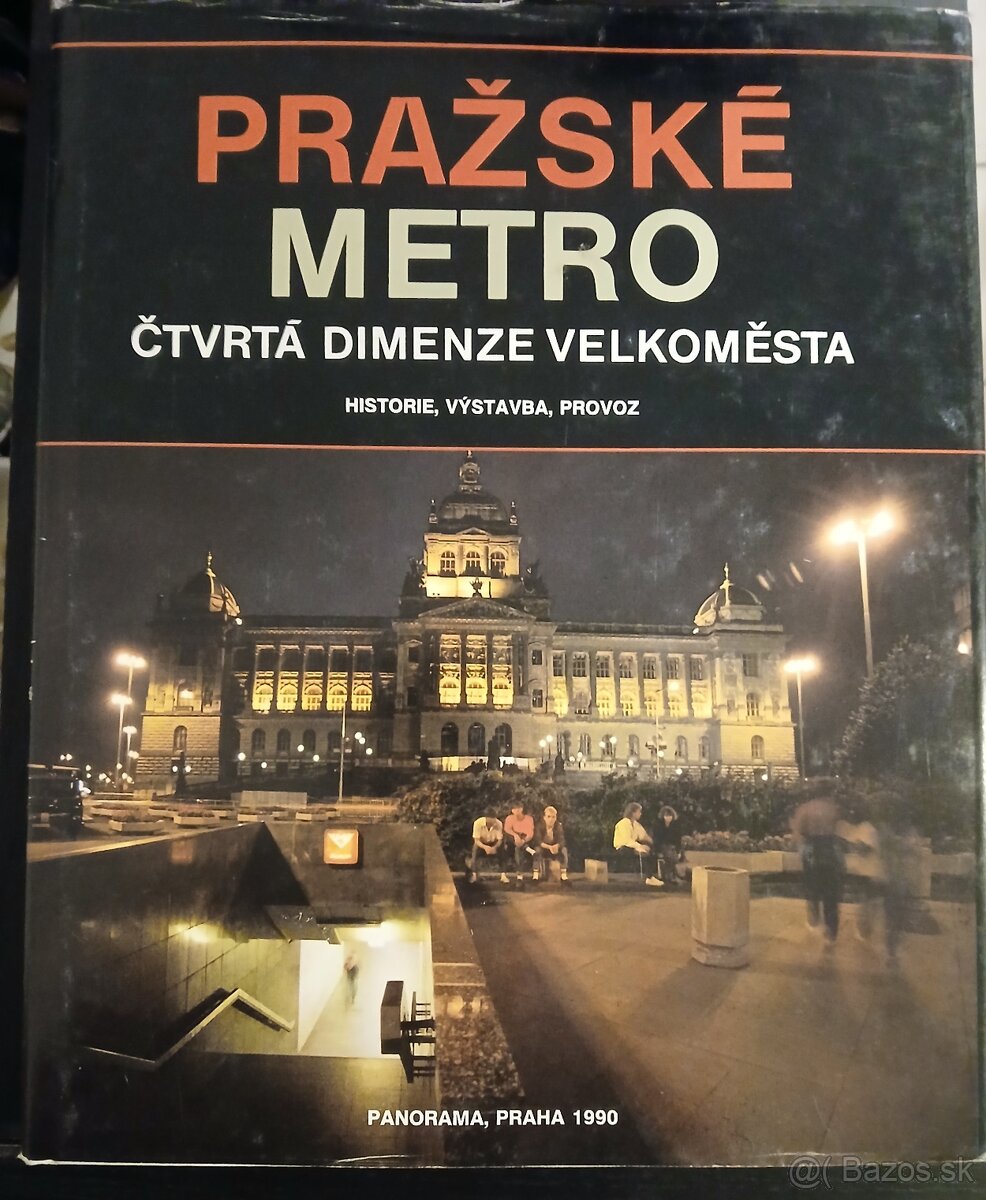 PRAŽSKÉ
METRO
ČTVRTÁ DIMENZE VELKOMĚSTA
HISTORIE, VÝSTAVBA, PROVOZ
PANORAMA, PRAHA 1990
@( Bazos.sk